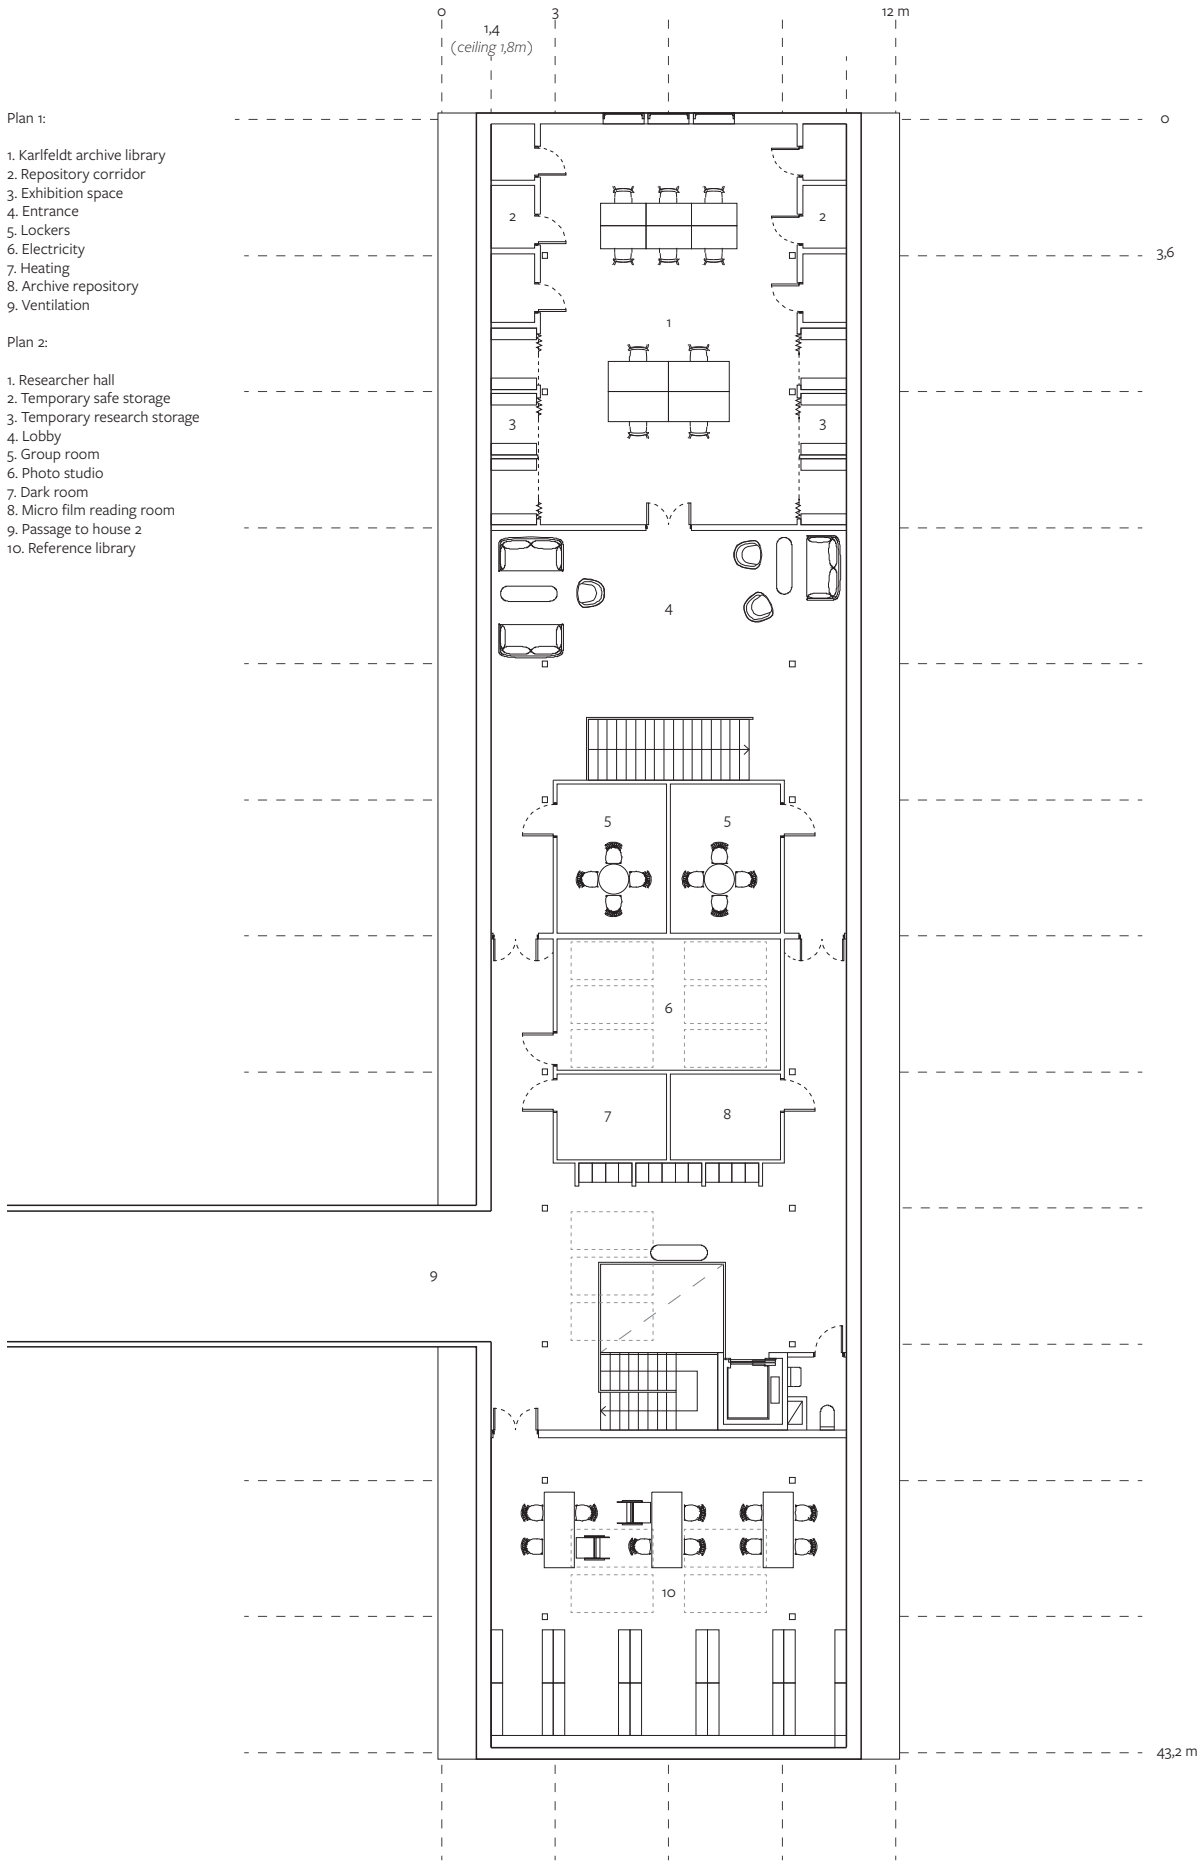 0
3
12 m
1,4
(ceiling 1,8m)
Plan 1:
0
1. Karlfeldt archive library
2. Repository corridor
3. Exhibition space
4. Entrance
5. Lockers
6. Electricity
7. Heating
8. Archive repository
9. Ventilation
Plan 2:
1. Researcher hall
2. Temporary safe storage
3. Temporary research storage
4. Lobby
5. Group room
6. Photo studio
7. Dark room
8. Micro film reading room
9. Passage to house 2
10. Reference library
2
2
3,6
1
3
3
4
5
5
6
7
8
9
10
43,2 m